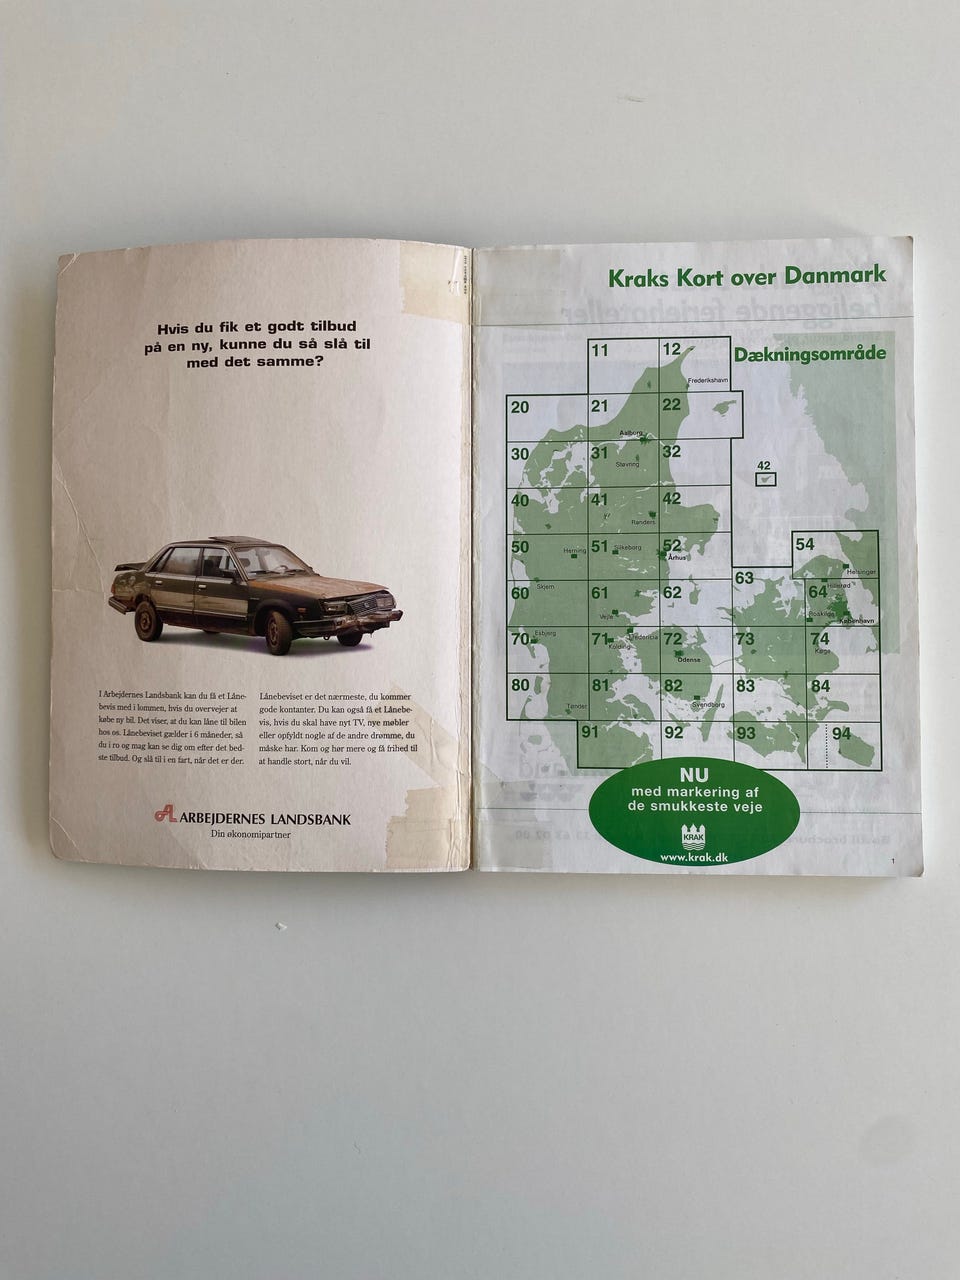 Hvis du fik et godt tilbud
på en ny, kunne du så slå til
med det samme?
I Arbejdernes Landsbank kan du få et Låne-
bevis med i lommen, hvis du overvejer at
købe ny bil. Det viser, at du kan låne til bilen
hos os. Lånebeviset gælder i 6 måneder, så
du i ro og mag kan se dig om efter det bed-
ste tilbud. Og slå til i en fart, når det er der.
Lånebeviset er det nærmeste, du kommer
gode kontanter. Du kan også få et Lånebe-
vis, hvis du skal have nyt TV, nye møbler
eller opfyldt nogle af de andre drømme, du
måske har. Kom og hør mere og få frihed til
at handle stort, når du vil.
AL ARBEJDERNES LANDSBANK
Din økonomipartner
Kraks Kort over Danmark
Dækningsområde
11 12
Frederikshavn
20 21 22
Aalborg
30 31 32
Støvring
42
40 41 42
Randers
50 51 52 54
Herning Silkeborg Århus
Helsingør
63
Skjern
Hillerød
60 61 62 64
Vejle Roskilde København
70 71 72 73 74
Esbjerg Fredericia
Kolding Odense Køge
80 81 82 83 84
Tønder Svendborg
91 92 93 94
NU
med markering af
de smukkeste veje
KRAK
www.krak.dk
1